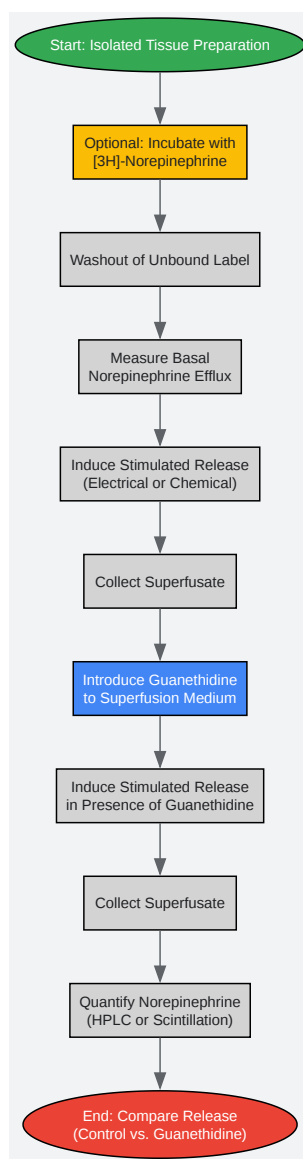 Start: Isolated Tissue Preparation
Optional: Incubate with
[3H]-Norepinephrine
Washout of Unbound Label
Measure Basal
Norepinephrine Efflux
Induce Stimulated Release
(Electrical or Chemical)
Collect Superfusate
Introduce Guanethidine
to Superfusion Medium
Induce Stimulated Release
in Presence of Guanethidine
Collect Superfusate
Quantify Norepinephrine
(HPLC or Scintillation)
End: Compare Release
(Control vs. Guanethidine)